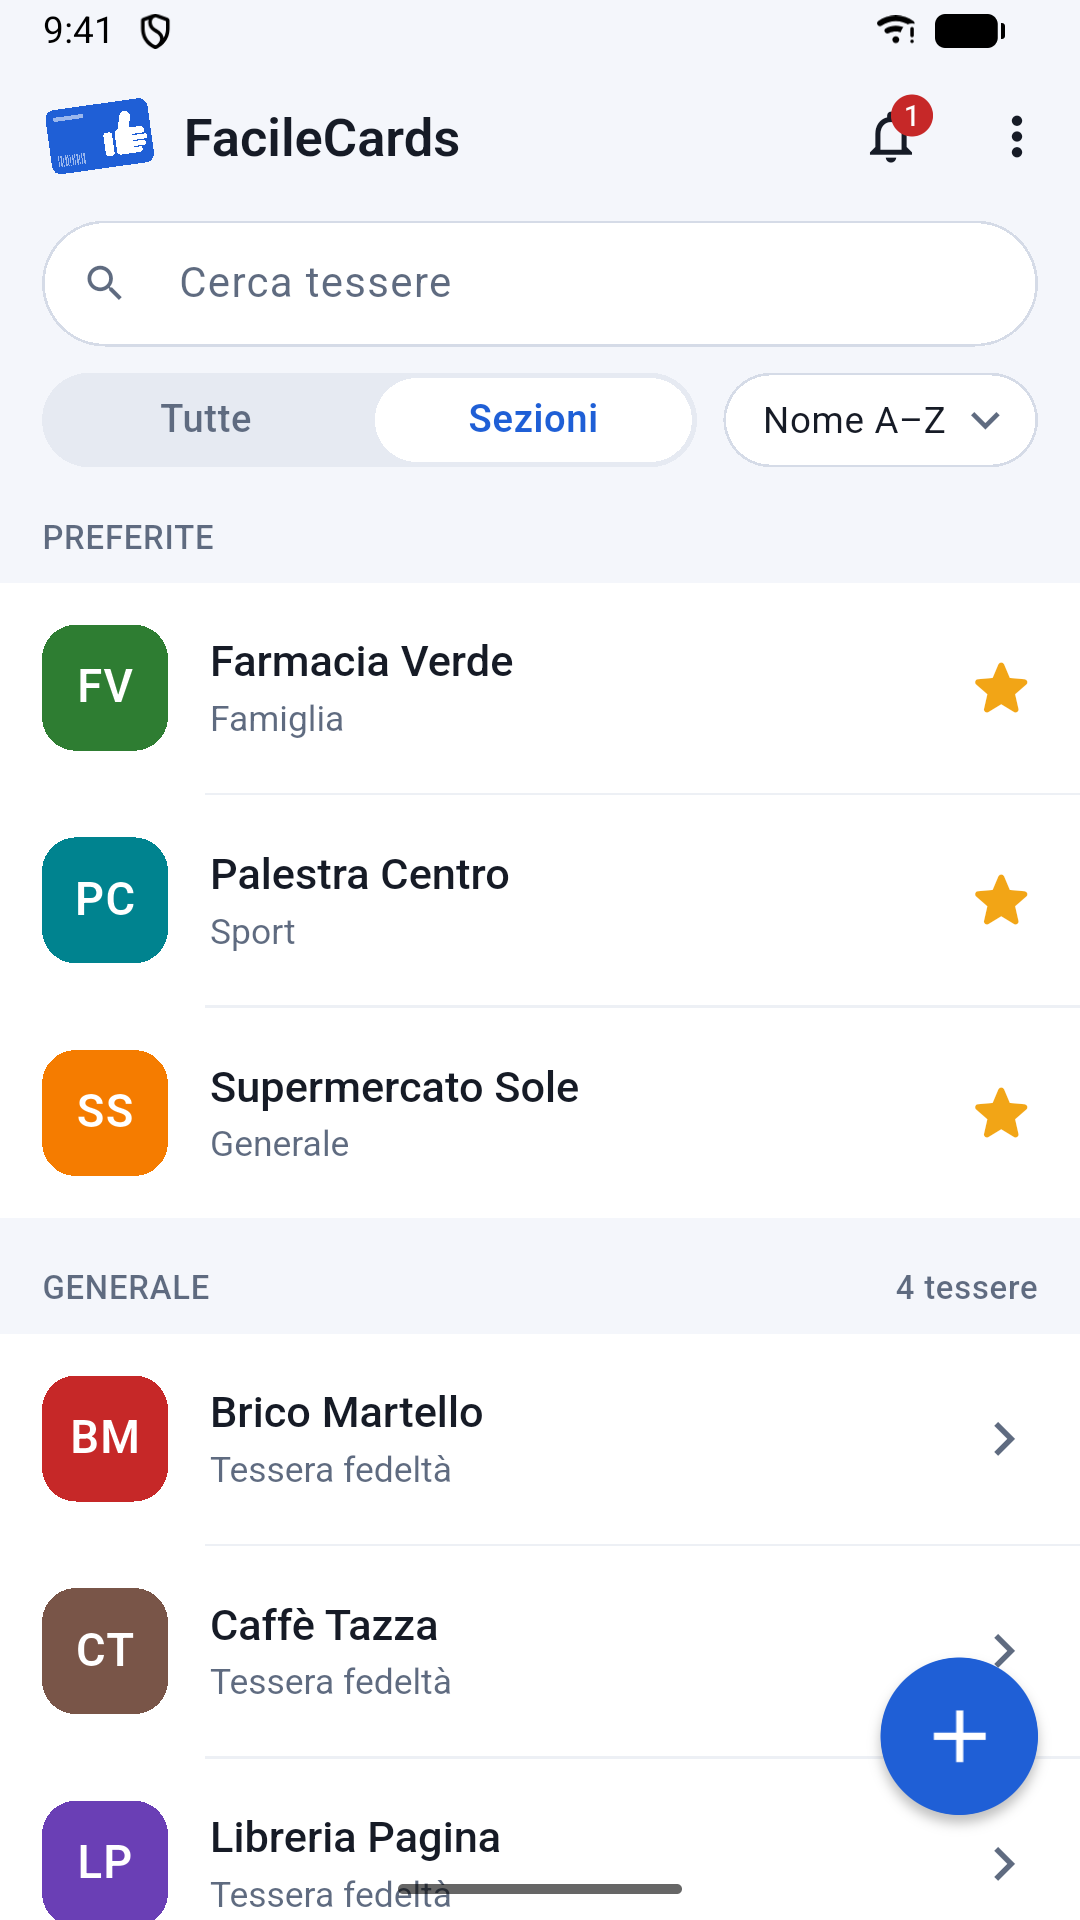 9:41
FacileCards
1
Cerca tessere
Tutte
Sezioni
Nome A–Z
PREFERITE
FV
Farmacia Verde
Famiglia
PC
Palestra Centro
Sport
SS
Supermercato Sole
Generale
GENERALE
4 tessere
BM
Brico Martello
Tessera fedeltà
CT
Caffè Tazza
Tessera fedeltà
LP
Libreria Pagina
Tessera fedeltà